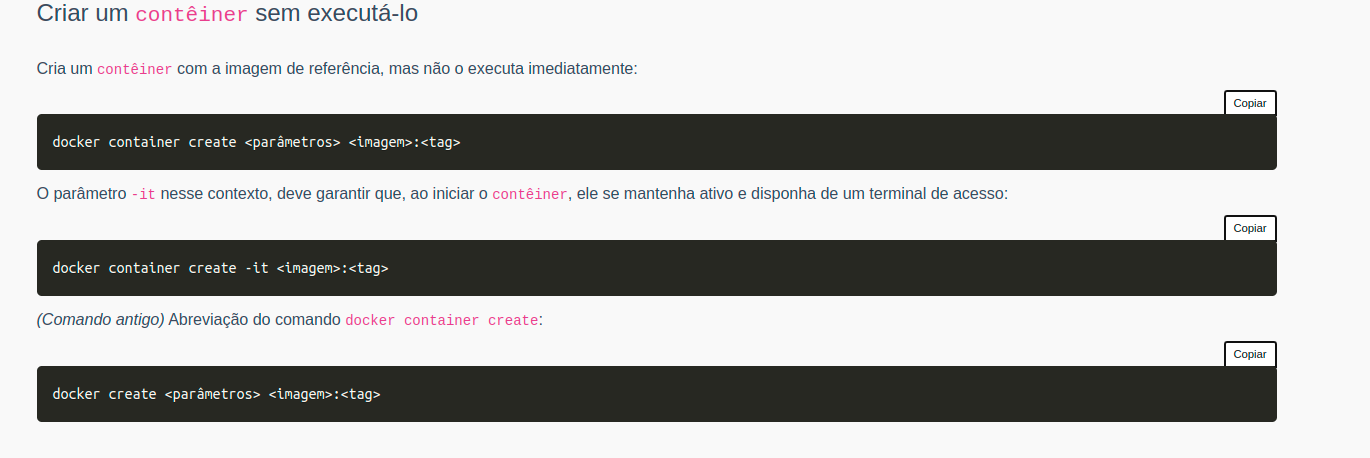 Criar um contêiner sem executá-lo
Cria um contêiner com a imagem de referência, mas não o executa imediatamente:
Copiar
docker container create <parâmetros> <imagem>:<tag>
O parâmetro -it nesse contexto, deve garantir que, ao iniciar o contêiner, ele se mantenha ativo e disponha de um terminal de acesso:
Copiar
docker container create -it <imagem>:<tag>
(Comando antigo) Abreviação do comando docker container create:
Copiar
docker create <parâmetros> <imagem>:<tag>